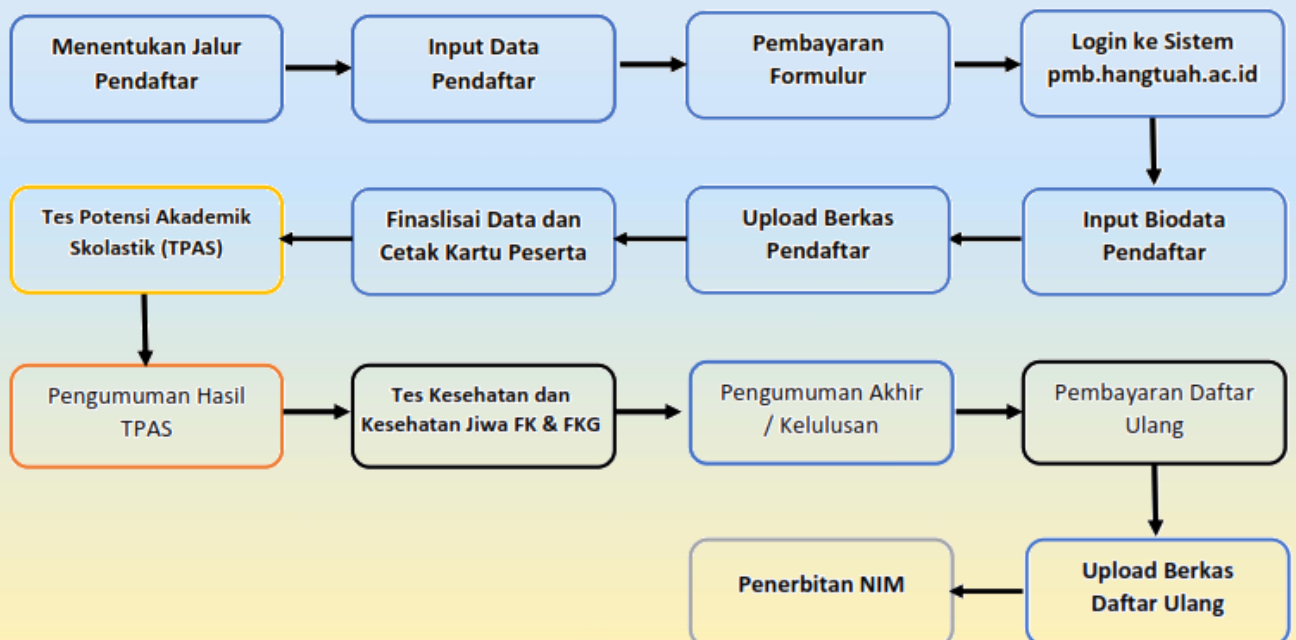 Menentukan Jalur
Pendaftar
Input Data
Pendaftar
Pembayaran
Formulur
Login ke Sistem
pmb.hangtuah.ac.id
Input Biodata
Pendaftar
Upload Berkas
Pendaftar
Finaslisai Data dan
Cetak Kartu Peserta
Tes Potensi Akademik
Skolastik (TPAS)
Pengumuman Hasil
TPAS
Tes Kesehatan dan
Kesehatan Jiwa FK & FKG
Pengumuman Akhir
/ Kelulusan
Pembayaran Daftar
Ulang
Upload Berkas
Daftar Ulang
Penerbitan NIM